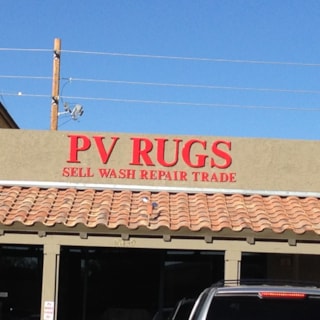 PV RUGS
SELL WASH REPAIR TRADE